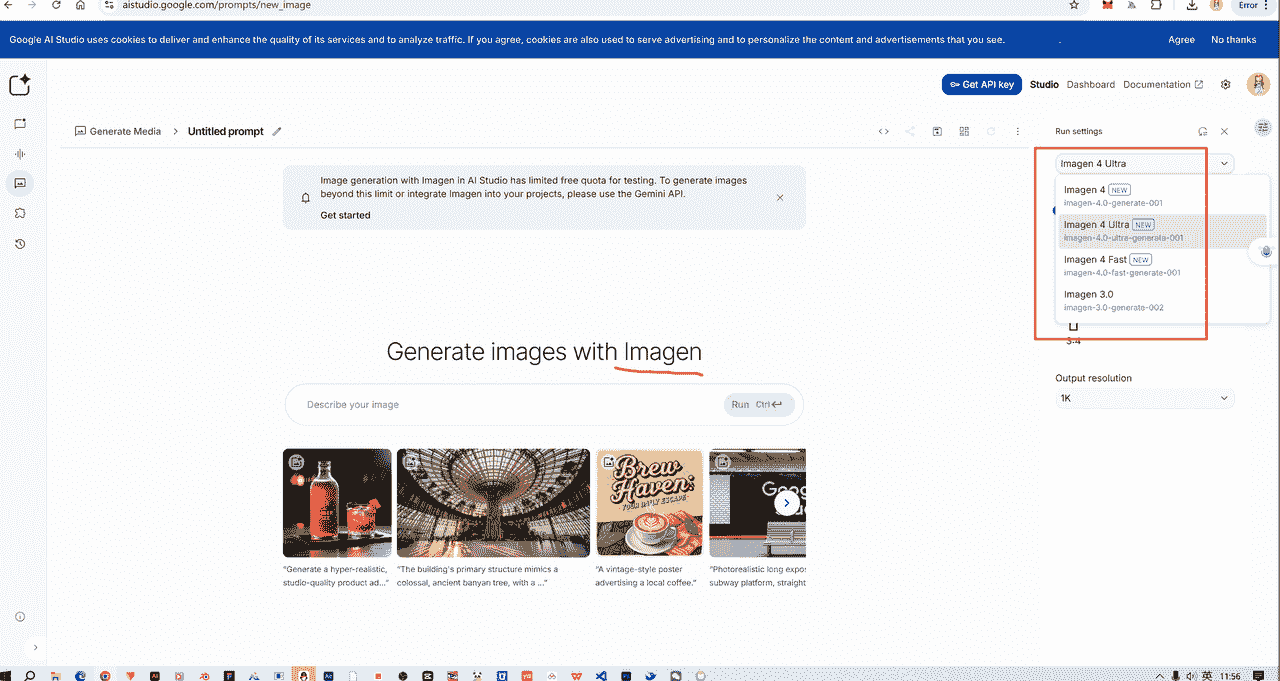 aistudio.google.com/prompts/new_image
Error
Google AI Studio uses cookies to deliver and enhance the quality of its services and to analyze traffic. If you agree, cookies are also used to serve advertising and to personalize the content and advertisements that you see.
Agree
No thanks
Get API key
Studio
Dashboard
Documentation
Generate Media
Untitled prompt
Run settings
Image generation with Imagen in AI Studio has limited free quota for testing. To generate images
beyond this limit or integrate Imagen into your projects, please use the Gemini API.
Get started
Imagen 4 Ultra
Imagen 4 NEW
imagen-4.0-generate-001
Imagen 4 Ultra NEW
imagen-4.0-ultra-generate-001
Imagen 4 Fast NEW
imagen-4.0-fast-generate-001
Imagen 3.0
imagen-3.0-generate-002
3:4
Output resolution
1K
Generate images with Imagen
Describe your image
Run Ctrl
Brew
Haven:
"Generate a hyper-realistic,
studio-quality product ad..."
"The building's primary structure mimics a
colossal, ancient banyan tree, with a ..."
"A vintage-style poster
advertising a local coffee."
"Photorealistic long expos
subway platform, straight
英
11:56